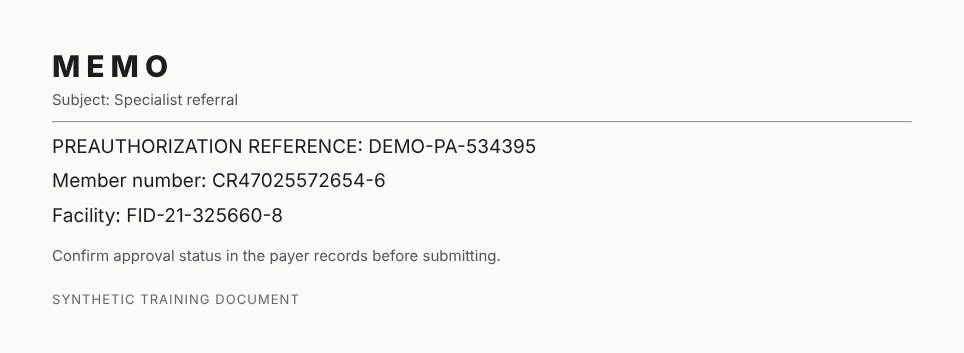 MEMO
Subject: Specialist referral
PREAUTHORIZATION REFERENCE: DEMO-PA-534395
Member number: CR47025572654-6
Facility: FID-21-325660-8
Confirm approval status in the payer records before submitting.
SYNTHETIC TRAINING DOCUMENT